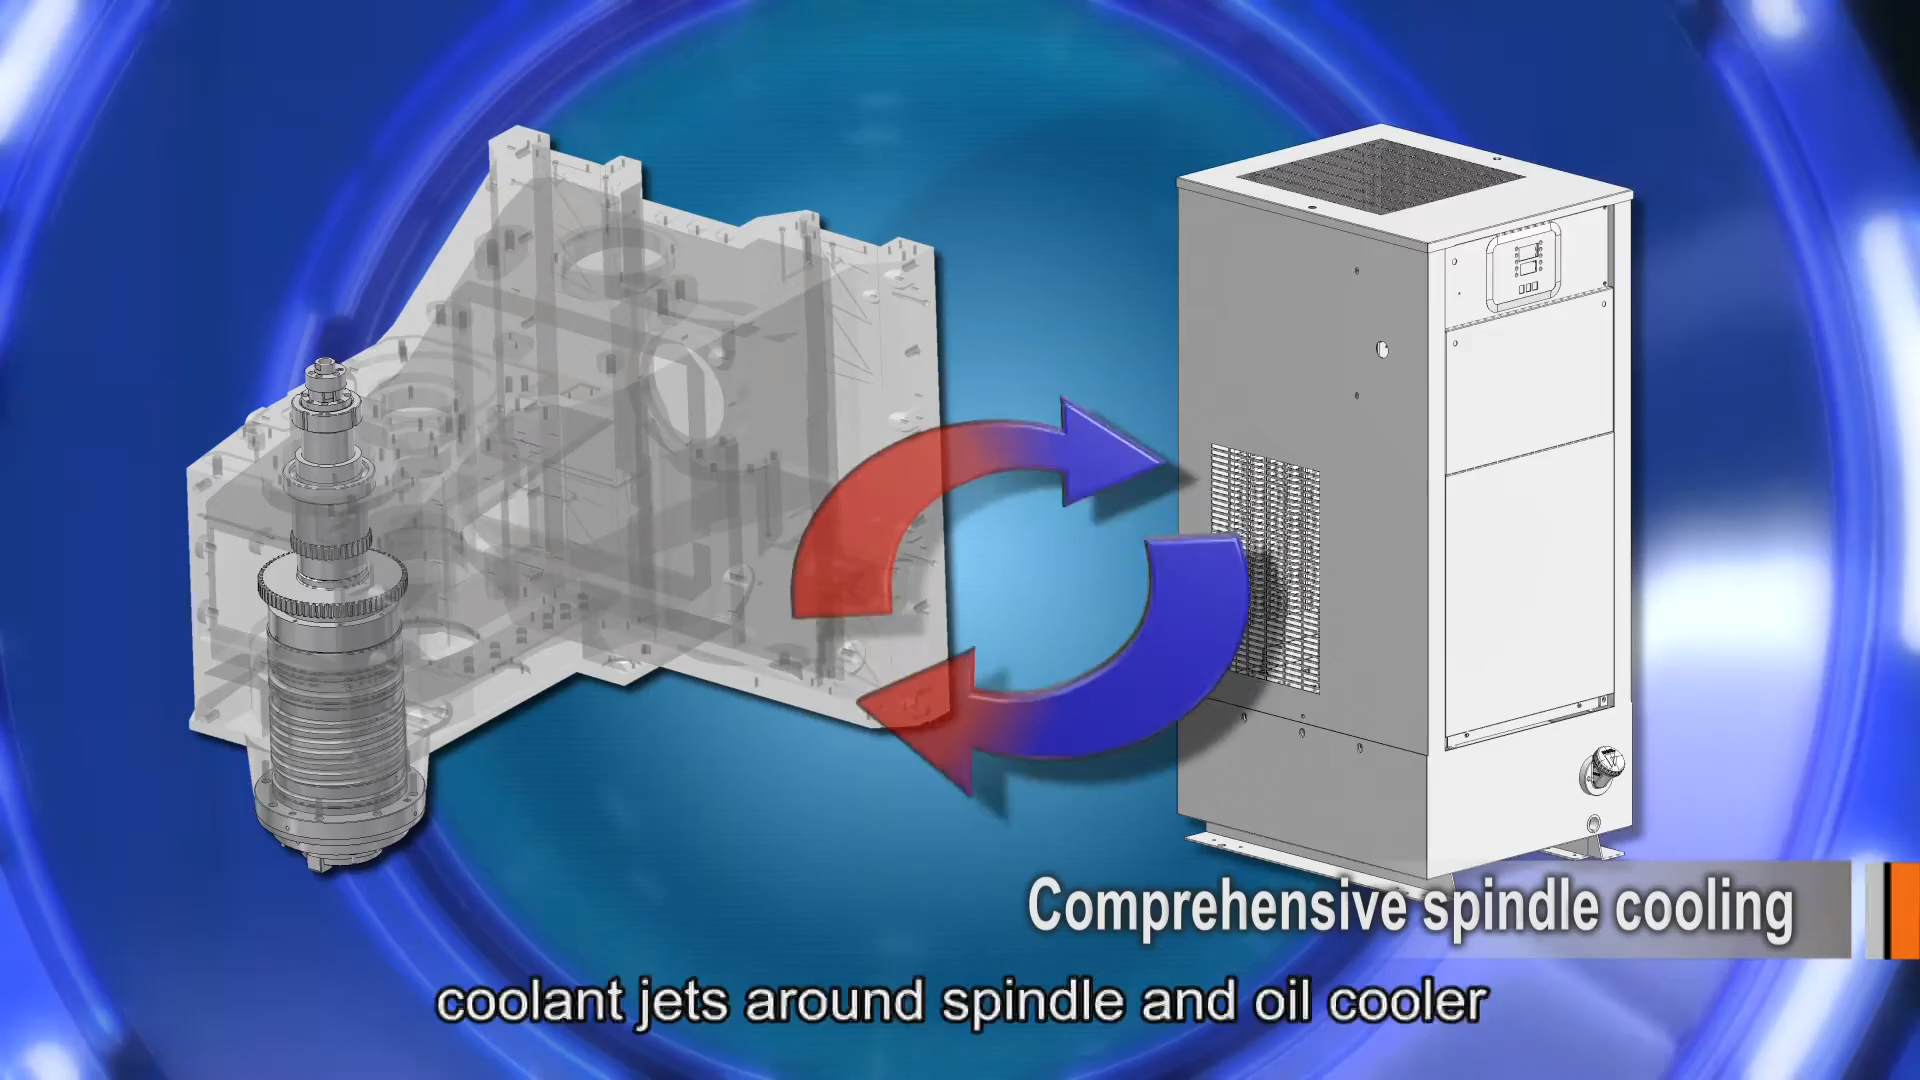 Comprehensive spindle cooling
coolant jets around spindle and oil cooler